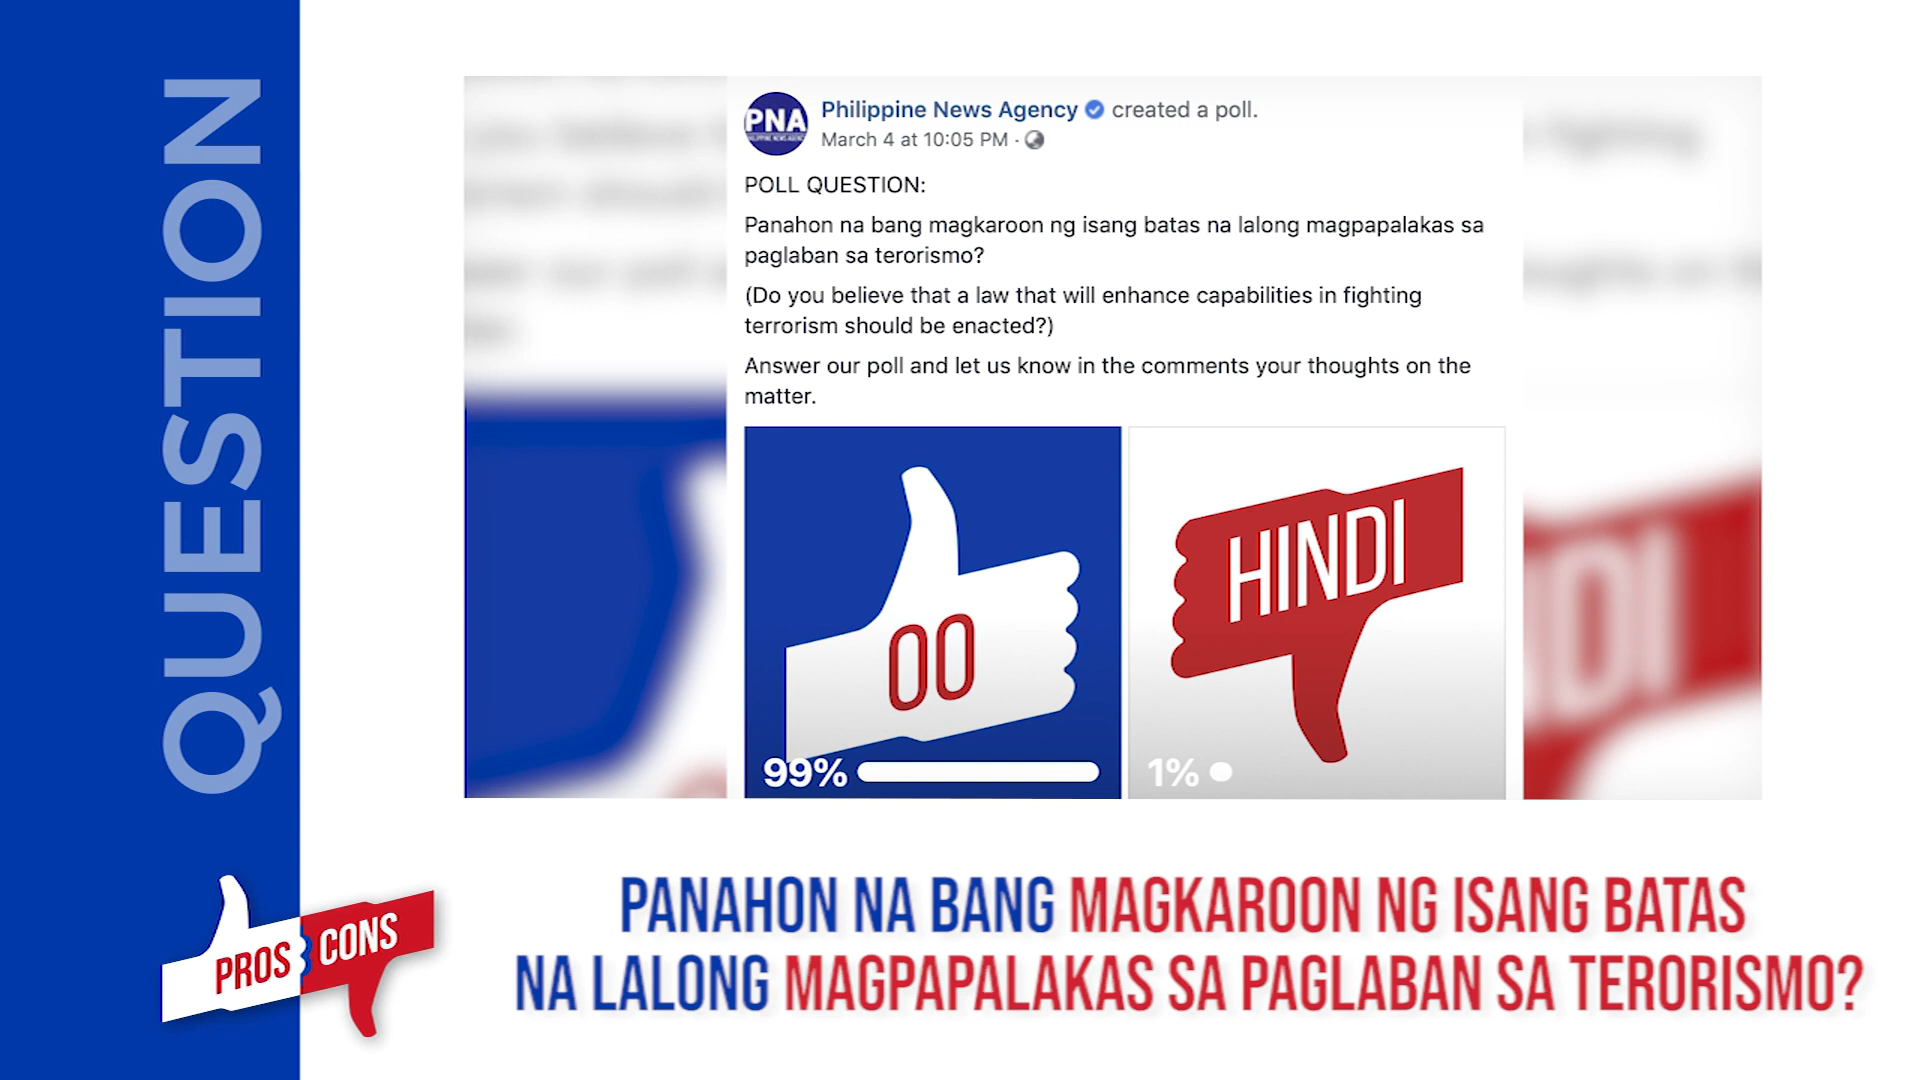 QUESTION
PNA
Philippine News Agency created a poll.
March 4 at 10:05 PM ·
POLL QUESTION:
Panahon na bang magkaroon ng isang batas na lalong magpapalakas sa
paglaban sa terorismo?
(Do you believe that a law that will enhance capabilities in fighting
terrorism should be enacted?)
Answer our poll and let us know in the comments your thoughts on the
matter.
OO
HINDI
99%
1%
PROS CONS
PANAHON NA BANG MAGKAROON NG ISANG BATAS
NA LALONG MAGPAPALAKAS SA PAGLABAN SA TERORISMO?